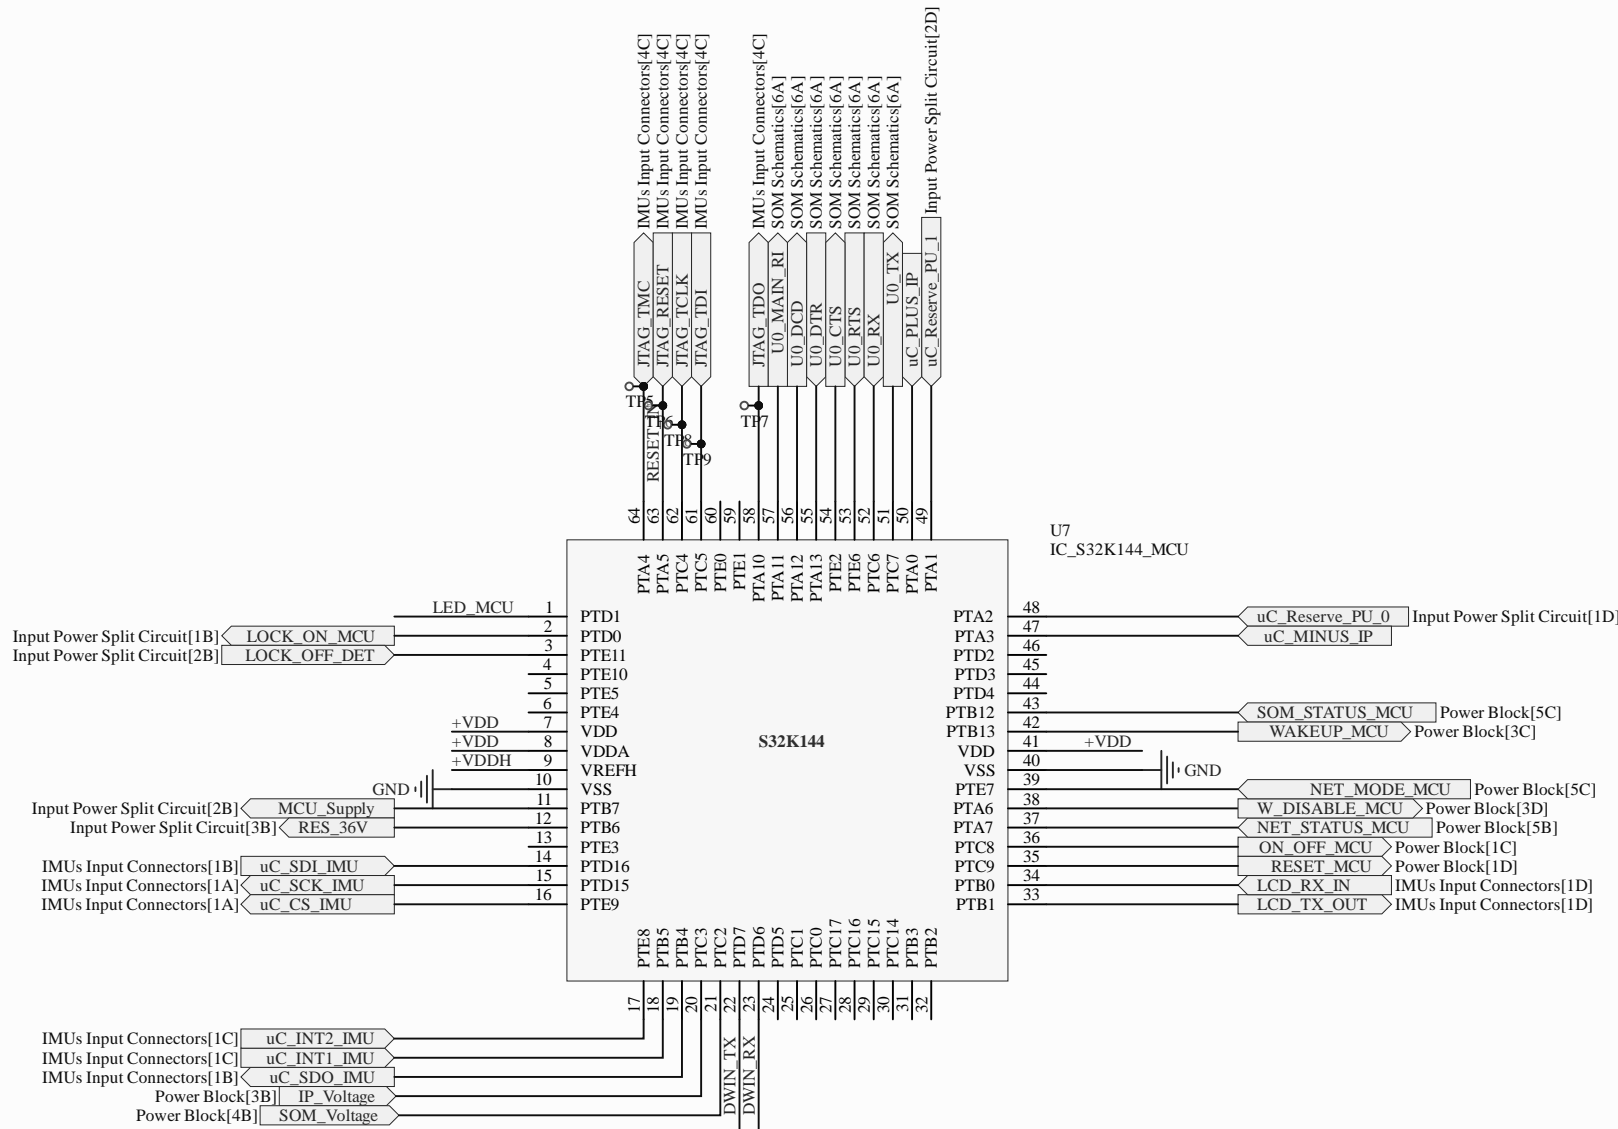 IMUs Input Connectors[4C]
IMUs Input Connectors[4C]
IMUs Input Connectors[4C]
IMUs Input Connectors[4C]
IMUs Input Connectors[4C]
SOM Schematics[6A]
SOM Schematics[6A]
SOM Schematics[6A]
SOM Schematics[6A]
SOM Schematics[6A]
SOM Schematics[6A]
SOM Schematics[6A]
Input Power Split Circuit[2D]
JTAG_TMC
JTAG_RESET
JTAG_TCLK
JTAG_TDI
JTAG_TDO
U0_MAIN_RI
U0_DCD
U0_DTR
U0_CTS
U0_RTS
U0_RX
U0_TX
uC_PLUS_IP
uC_Reserve_PU_1
TP5
TP6
TP8
TP9
TP7
64
63
62
61
60
59
58
57
56
55
54
53
52
51
50
49
U7
IC_S32K144_MCU
PTA4
PTA5
PTC4
PTC5
PTE0
PTE1
PTA10
PTA11
PTA12
PTA13
PTE2
PTE6
PTC6
PTC7
PTA0
PTA1
LED_MCU 1 PTD1
Input Power Split Circuit[1B] LOCK_ON_MCU 2 PTD0
Input Power Split Circuit[2B] LOCK_OFF_DET 3 PTE11
4 PTE10
5 PTE5
6 PTE4
+VDD 7 VDD
+VDD 8 VDDA
+VDDH 9 VREFH
GND 10 VSS
Input Power Split Circuit[2B] MCU_Supply 11 PTB7
Input Power Split Circuit[3B] RES_36V 12 PTB6
13 PTE3
IMUs Input Connectors[1B] uC_SDI_IMU 14 PTD16
IMUs Input Connectors[1A] uC_SCK_IMU 15 PTD15
IMUs Input Connectors[1A] uC_CS_IMU 16 PTE9
S32K144
PTA2 48 uC_Reserve_PU_0 Input Power Split Circuit[1D]
PTA3 47 uC_MINUS_IP
PTD2 46
PTD3 45
PTD4 44
PTB12 43 SOM_STATUS_MCU Power Block[5C]
PTB13 42 WAKEUP_MCU Power Block[3C]
VDD 41 +VDD
VSS 40 GND
PTE7 39 NET_MODE_MCU Power Block[5C]
PTA6 38 W_DISABLE_MCU Power Block[3D]
PTA7 37 NET_STATUS_MCU Power Block[5B]
PTC8 36 ON_OFF_MCU Power Block[1C]
PTC9 35 RESET_MCU Power Block[1D]
PTB0 34 LCD_RX_IN IMUs Input Connectors[1D]
PTB1 33 LCD_TX_OUT IMUs Input Connectors[1D]
PTE8
PTB5
PTB4
PTC3
PTC2
PTD7
PTD6
PTD5
PTC1
PTC0
PTC17
PTC16
PTC15
PTC14
PTB3
PTB2
17
18
19
20
21
22
23
24
25
26
27
28
29
30
31
32
IMUs Input Connectors[1C] uC_INT2_IMU
IMUs Input Connectors[1C] uC_INT1_IMU
IMUs Input Connectors[1B] uC_SDO_IMU
Power Block[3B] IP_Voltage
Power Block[4B] SOM_Voltage
DWIN_TX
DWIN_RX